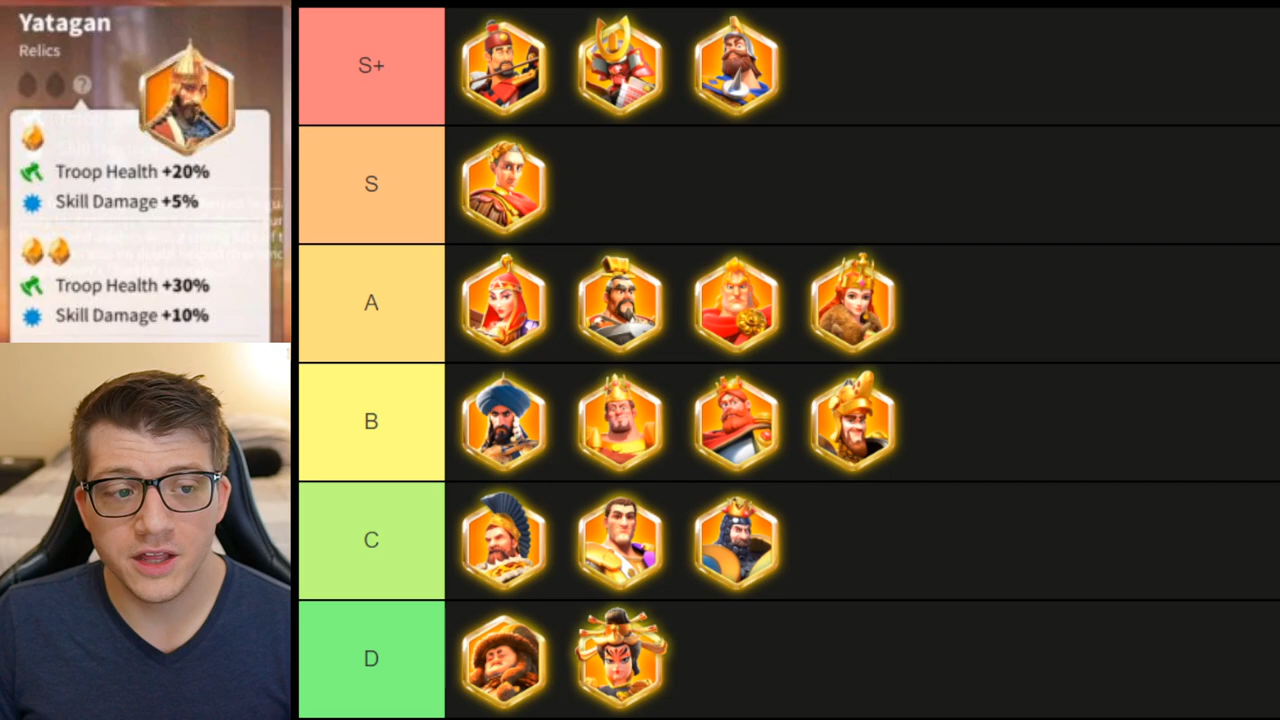 Yatagan
Relics
?
Troop Health +20%
Skill Damage +5%
Troop Health +30%
Skill Damage +10%
S+
S
A
B
C
D